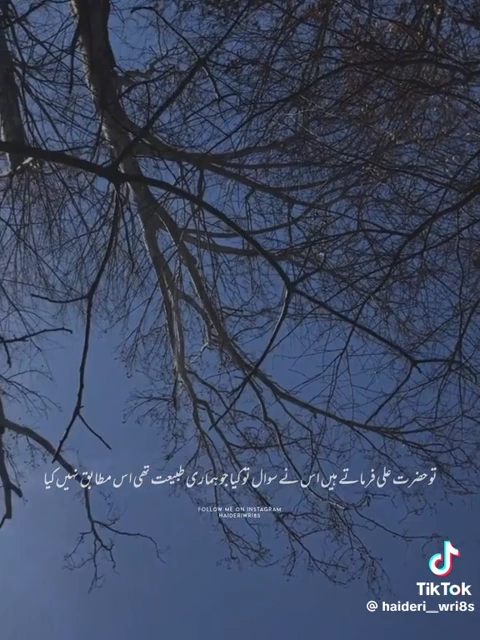 تو حضرت علی فرماتے ہیں اس نے سوال تو کیا جو ہماری طبیعت تھی اس مطابق نہیں کیا
FOLLOW ME ON INSTAGRAM
HAIDERIWRI8S
TikTok
@ haideri__wri8s